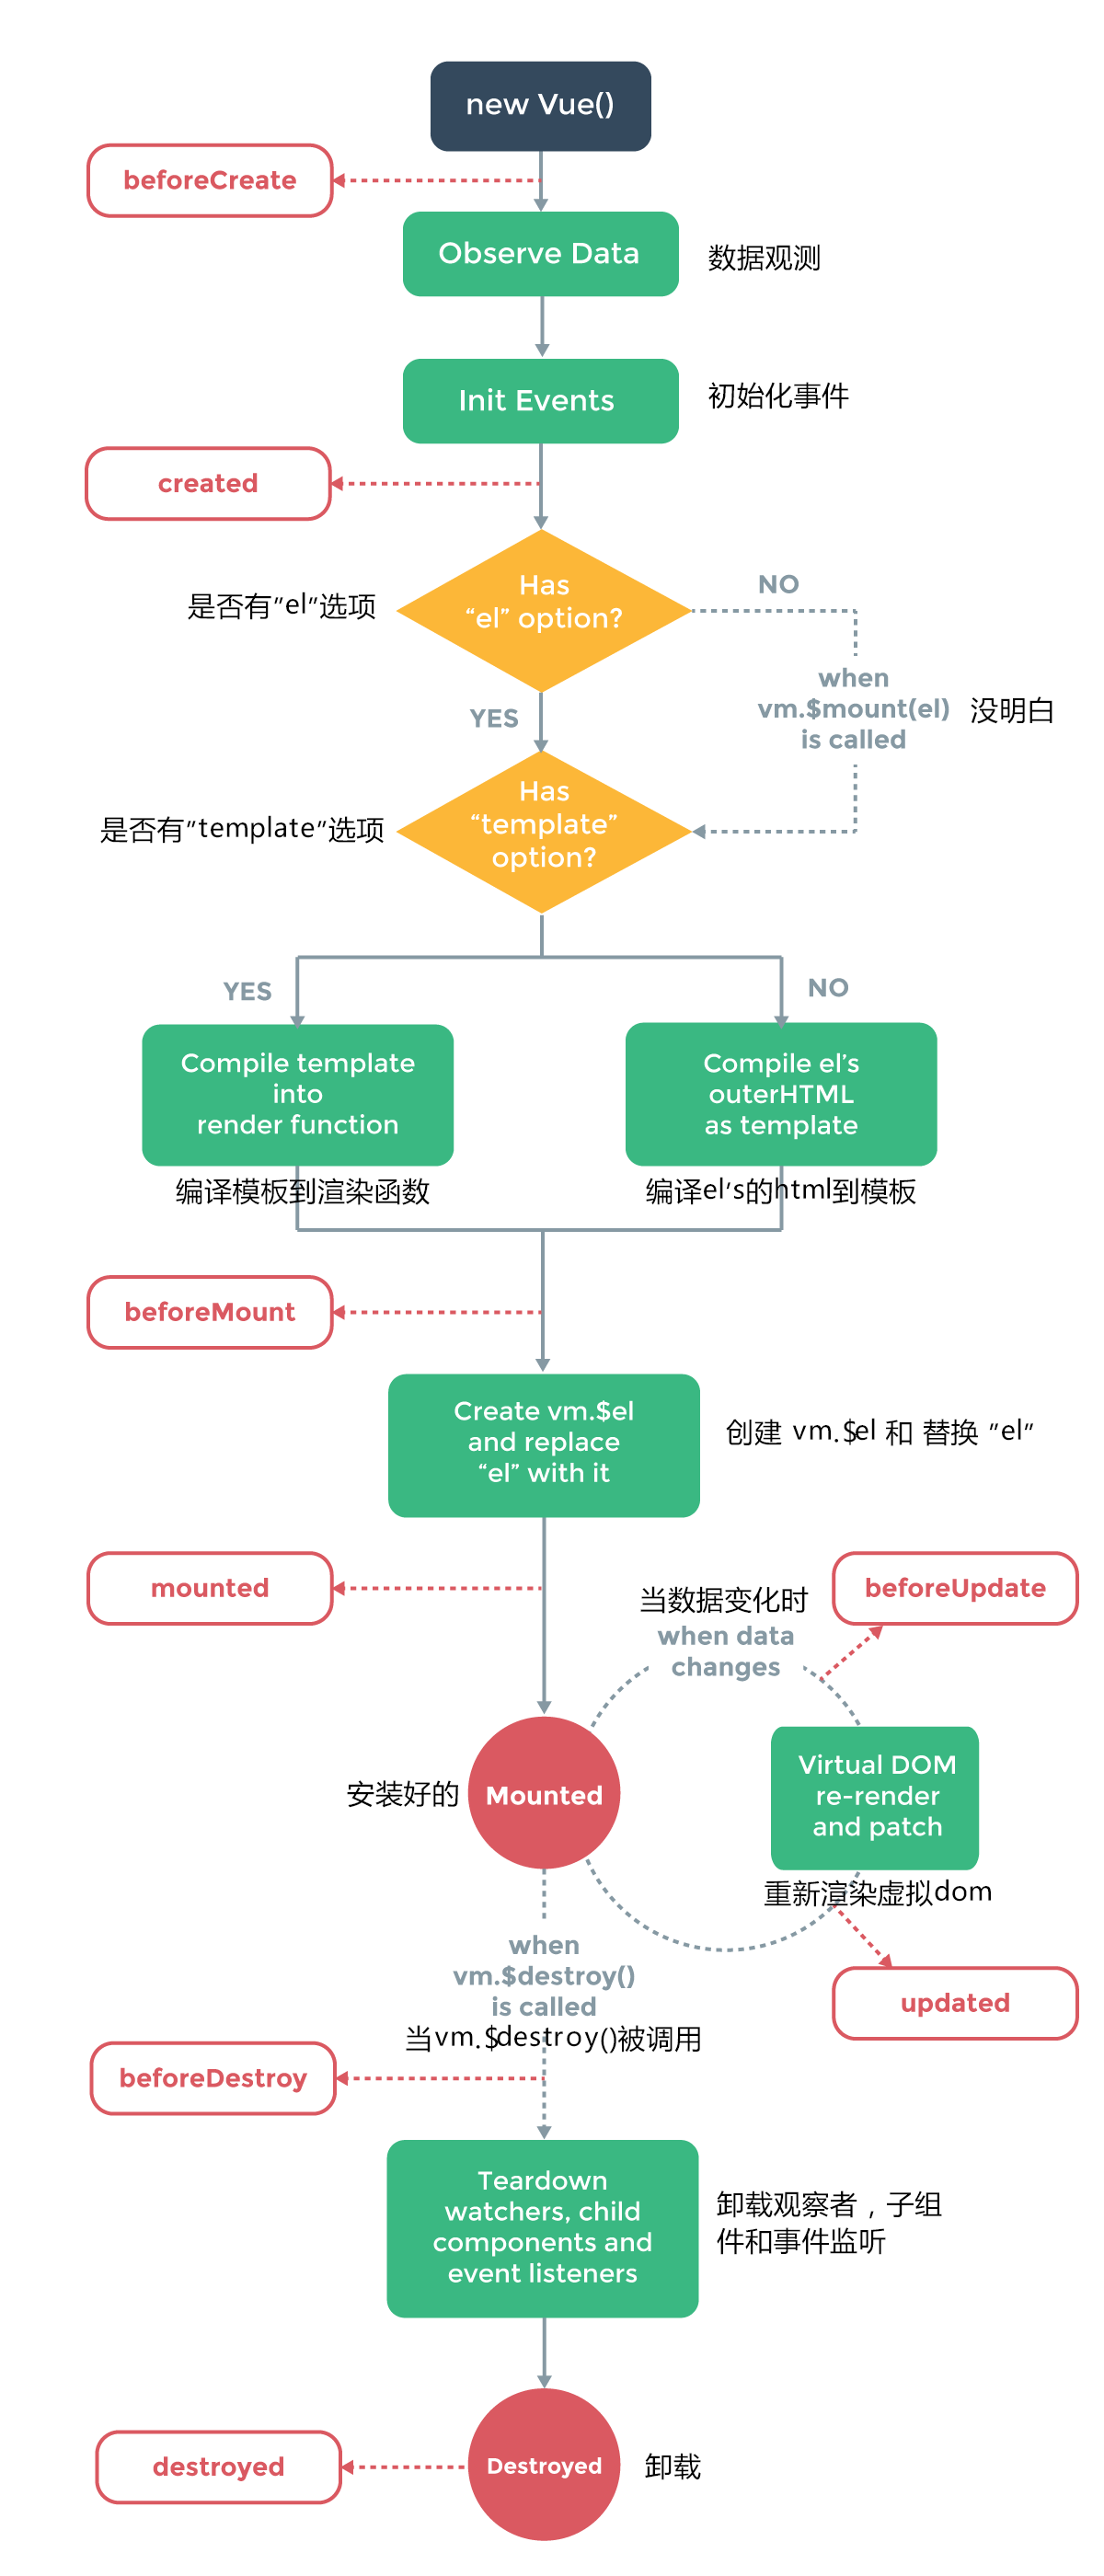 new Vue()
beforeCreate
Observe Data
数据观测
Init Events
初始化事件
created
Has
“el” option?
是否有"el"选项
NO
when
vm.$mount(el)
is called
没明白
YES
Has
“template”
option?
是否有"template"选项
YES
NO
Compile template
into
render function
编译模板到渲染函数
Compile el’s
outerHTML
as template
编译el's的html到模板
beforeMount
Create vm.$el
and replace
“el” with it
创建 vm.$el 和 替换 "el"
mounted
当数据变化时
when data
changes
beforeUpdate
安装好的
Mounted
Virtual DOM
re-render
and patch
重新渲染虚拟dom
updated
when
vm.$destroy()
is called
当vm.$destroy()被调用
beforeDestroy
Teardown
watchers, child
components and
event listeners
卸载观察者，子组
件和事件监听
destroyed
Destroyed
卸载